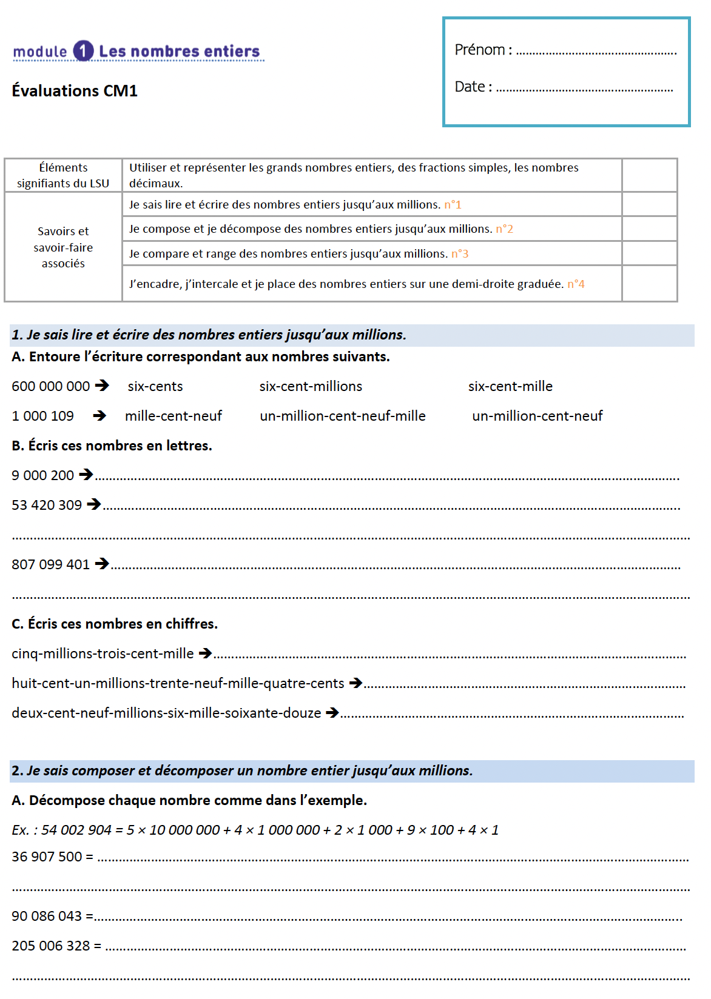 module 1 Les nombres entiers
Évaluations CM1
Prénom : ................................................
Date : .....................................................
Éléments signifiants du LSU
Utiliser et représenter les grands nombres entiers, des fractions simples, les nombres décimaux.
Savoirs et savoir-faire associés
Je sais lire et écrire des nombres entiers jusqu’aux millions. n°1
Je compose et je décompose des nombres entiers jusqu’aux millions. n°2
Je compare et range des nombres entiers jusqu’aux millions. n°3
J’encadre, j’intercale et je place des nombres entiers sur une demi-droite graduée. n°4
1. Je sais lire et écrire des nombres entiers jusqu’aux millions.
A. Entoure l’écriture correspondant aux nombres suivants.
600 000 000 ➔ six-cents six-cent-millions six-cent-mille
1 000 109 ➔ mille-cent-neuf un-million-cent-neuf-mille un-million-cent-neuf
B. Écris ces nombres en lettres.
9 000 200 ➔................................................................................
53 420 309 ➔................................................................................
................................................................................
807 099 401 ➔................................................................................
................................................................................
C. Écris ces nombres en chiffres.
cinq-millions-trois-cent-mille ➔................................................................................
huit-cent-un-millions-trente-neuf-mille-quatre-cents ➔................................................................................
deux-cent-neuf-millions-six-mille-soixante-douze ➔................................................................................
2. Je sais composer et décomposer un nombre entier jusqu’aux millions.
A. Décompose chaque nombre comme dans l’exemple.
Ex. : 54 002 904 = 5 × 10 000 000 + 4 × 1 000 000 + 2 × 1 000 + 9 × 100 + 4 × 1
36 907 500 = ................................................................................
................................................................................
90 086 043 =................................................................................
205 006 328 = ................................................................................
................................................................................